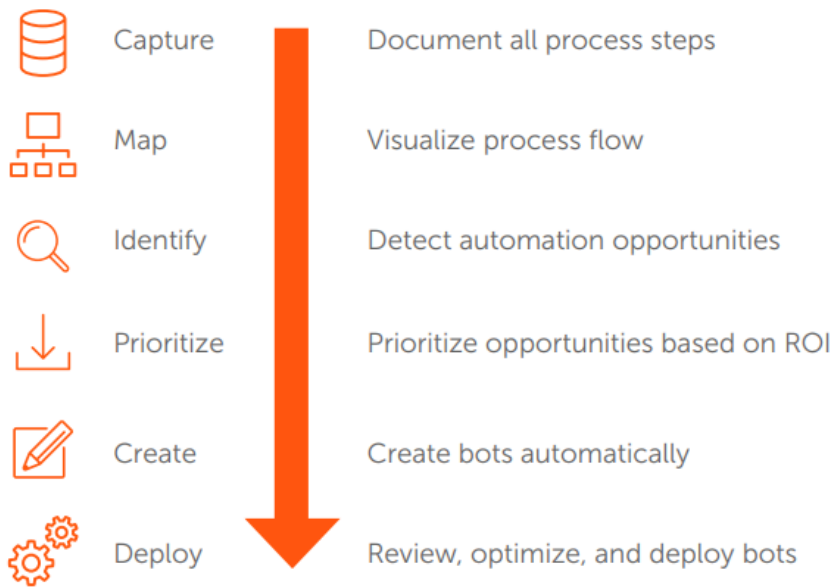 Capture
Document all process steps
Map
Visualize process flow
Identify
Detect automation opportunities
Prioritize
Prioritize opportunities based on ROI
Create
Create bots automatically
Deploy
Review, optimize, and deploy bots